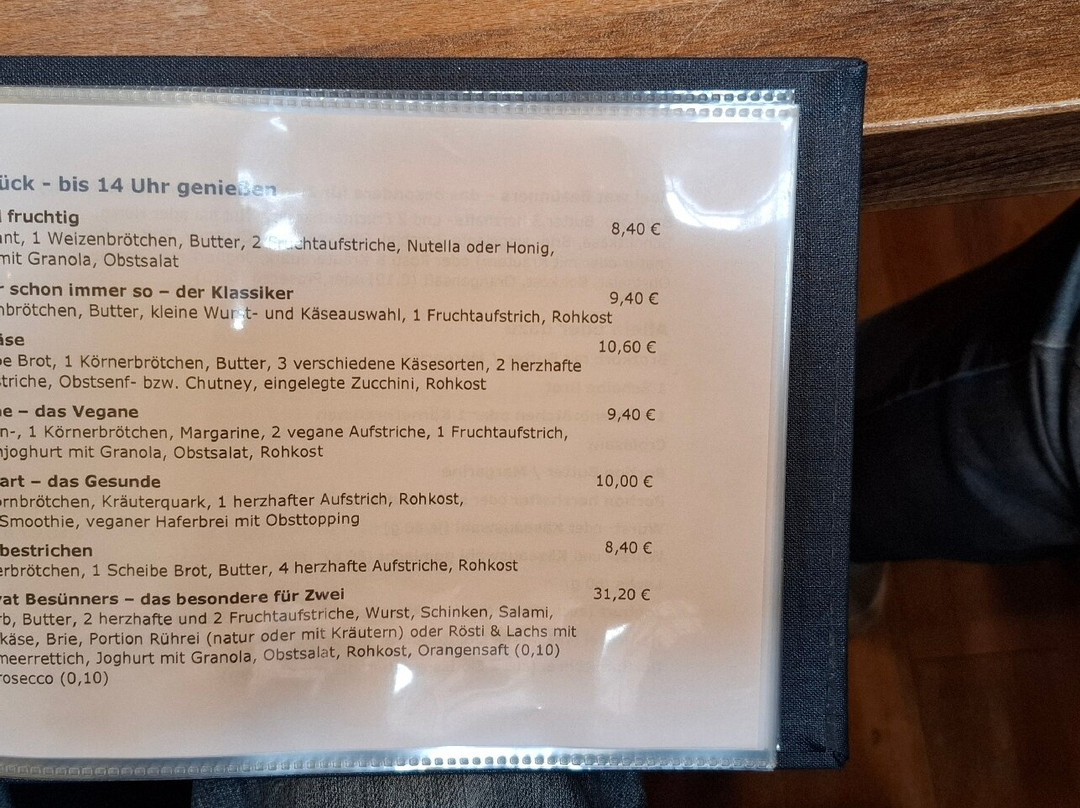 ück - bis 14 Uhr genießen
fruchtig
8,40 €
ant, 1 Weizenbrötchen, Butter, 2 Fruchtaufstriche, Nutella oder Honig,
mit Granola, Obstsalat
r schon immer so – der Klassiker
9,40 €
nbrötchen, Butter, kleine Wurst- und Käseauswahl, 1 Fruchtaufstrich, Rohkost
äse
10,60 €
be Brot, 1 Körnerbrötchen, Butter, 3 verschiedene Käsesorten, 2 herzhafte
striche, Obstsenf- bzw. Chutney, eingelegte Zucchini, Rohkost
ne – das Vegane
9,40 €
n-, 1 Körnerbrötchen, Margarine, 2 vegane Aufstriche, 1 Fruchtaufstrich,
njoghurt mit Granola, Obstsalat, Rohkost
art – das Gesunde
10,00 €
ornbrötchen, Kräuterquark, 1 herzhafter Aufstrich, Rohkost,
Smoothie, veganer Haferbrei mit Obsttopping
bestrichen
8,40 €
erbrötchen, 1 Scheibe Brot, Butter, 4 herzhafte Aufstriche, Rohkost
vat Besünners – das besondere für Zwei
31,20 €
rb, Butter, 2 herzhafte und 2 Fruchtaufstriche, Wurst, Schinken, Salami,
käse, Brie, Portion Rührei (natur oder mit Kräutern) oder Rösti & Lachs mit
meerrettich, Joghurt mit Granola, Obstsalat, Rohkost, Orangensaft (0,10)
rosecco (0,10)